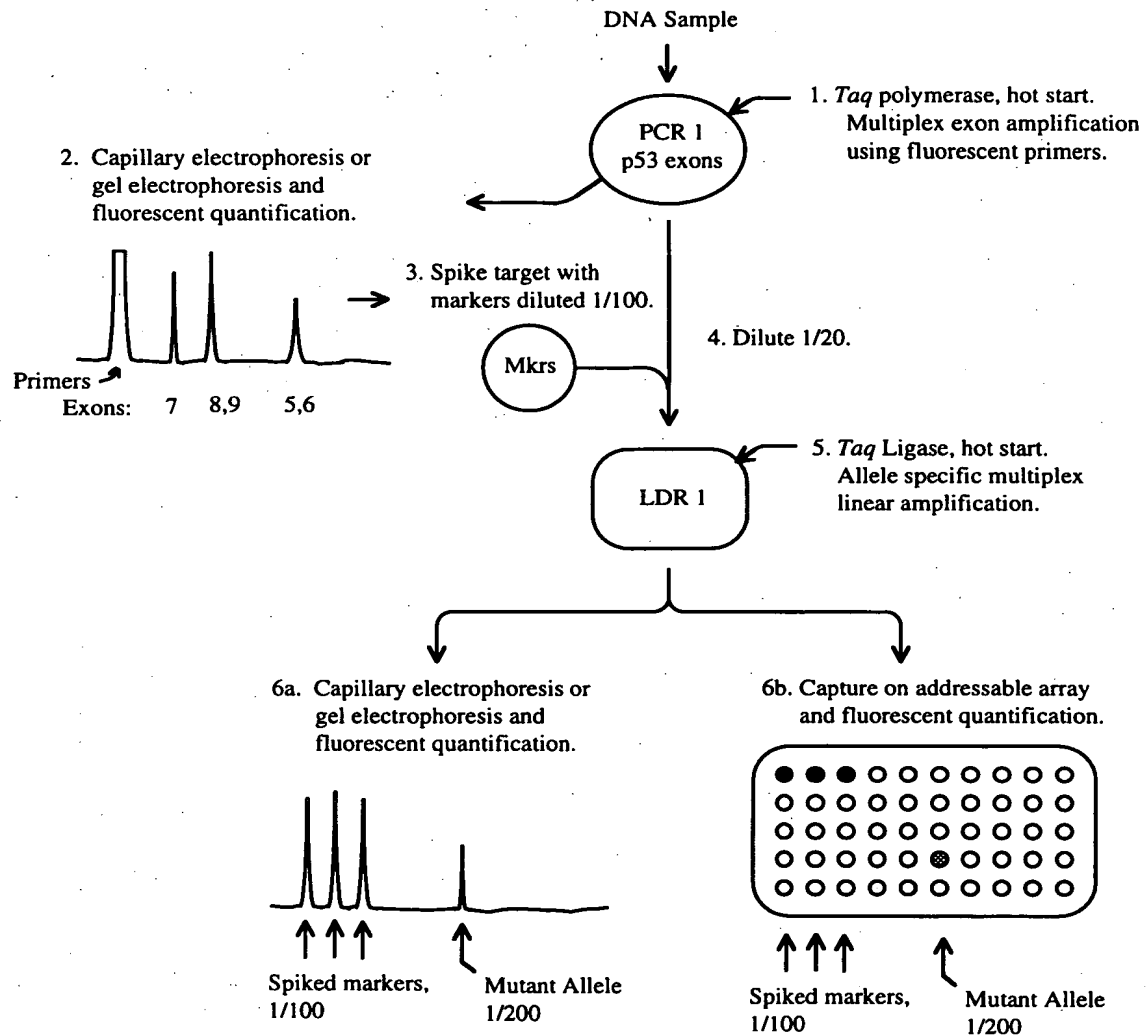 DNA Sample
1. Taq polymerase, hot start.
Multiplex exon amplification
using fluorescent primers.
PCR 1
p53 exons
2. Capillary electrophoresis or
gel electrophoresis and
fluorescent quantification.
3. Spike target with
markers diluted 1/100.
4. Dilute 1/20.
Mkrs
Primers
Exons: 7 8,9 5,6
5. Taq Ligase, hot start.
Allele specific multiplex
linear amplification.
LDR 1
6a. Capillary electrophoresis or
gel electrophoresis and
fluorescent quantification.
6b. Capture on addressable array
and fluorescent quantification.
Spiked markers,
1/100
Mutant Allele
1/200
Spiked markers,
1/100
Mutant Allele
1/200